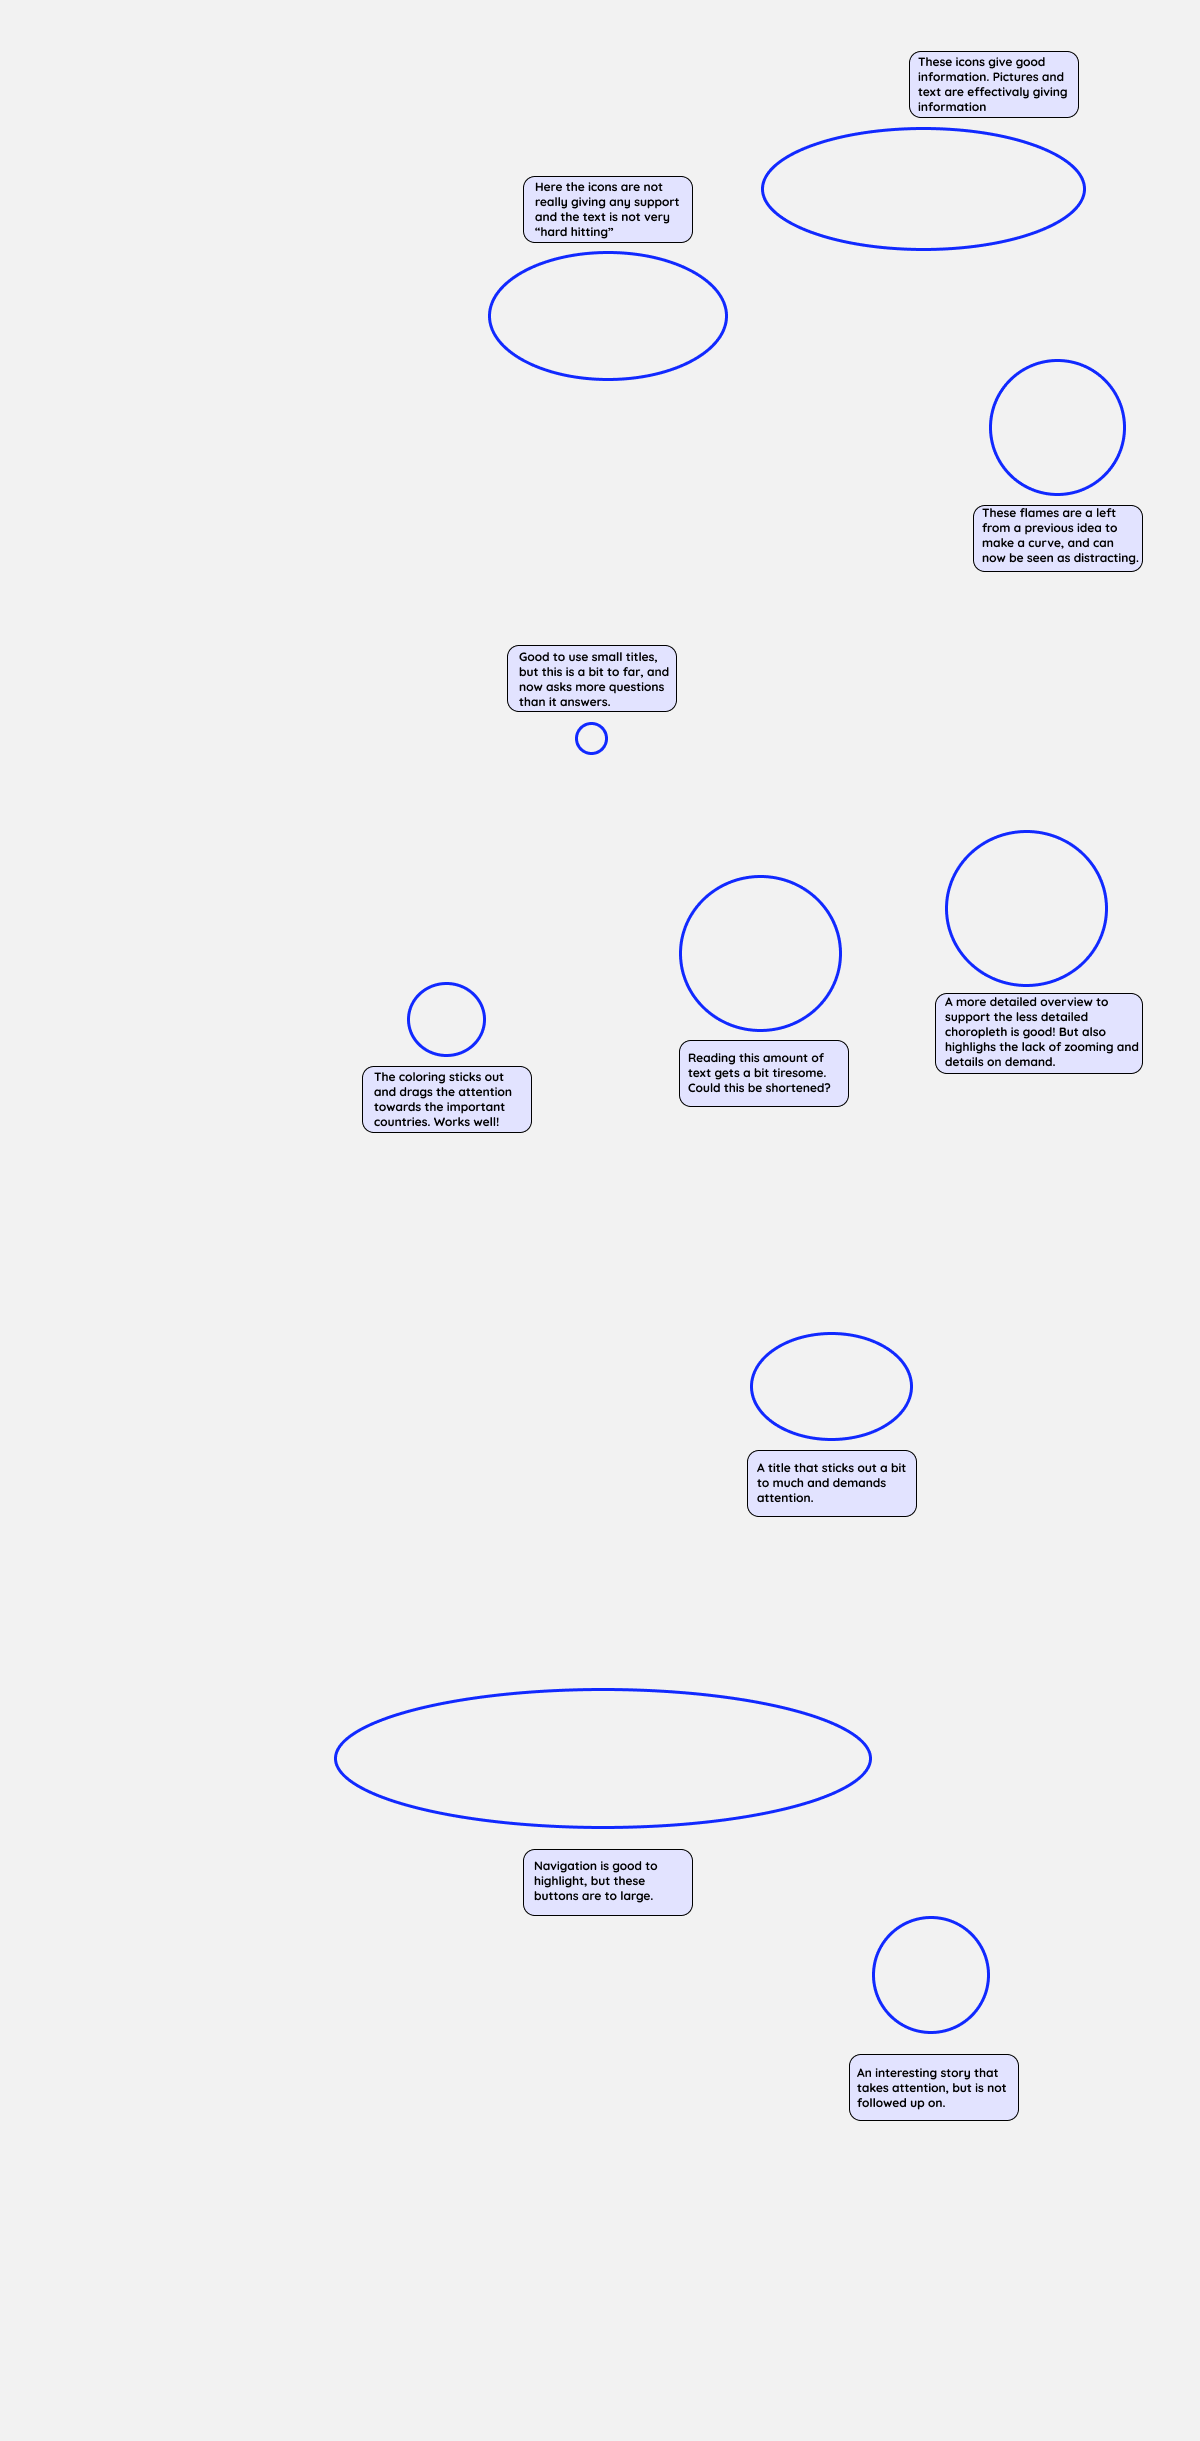 These icons give good
information. Pictures and
text are effectivaly giving
information
Here the icons are not
really giving any support
and the text is not very
“hard hitting”
These flames are a left
from a previous idea to
make a curve, and can
now be seen as distracting.
Good to use small titles,
but this is a bit to far, and
now asks more questions
than it answers.
A more detailed overview to
support the less detailed
choropleth is good! But also
highlighs the lack of zooming and
details on demand.
Reading this amount of
text gets a bit tiresome.
Could this be shortened?
The coloring sticks out
and drags the attention
towards the important
countries. Works well!
A title that sticks out a bit
to much and demands
attention.
Navigation is good to
highlight, but these
buttons are to large.
An interesting story that
takes attention, but is not
followed up on.